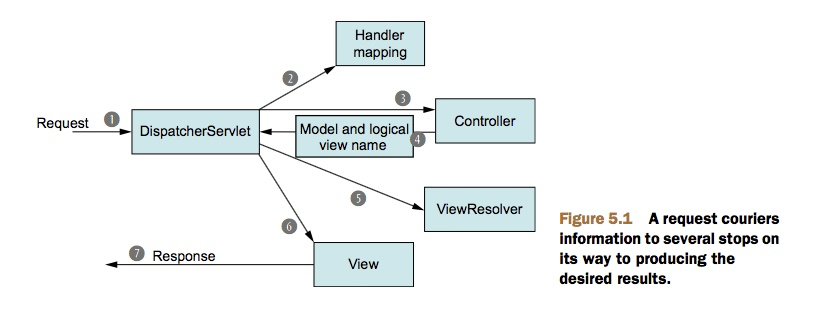 Handler
mapping
2
3
Request 1
DispatcherServlet
Model and logical
view name
4
Controller
5
ViewResolver
6
7 Response
View
Figure 5.1 A request couriers
information to several stops on
its way to producing the
desired results.